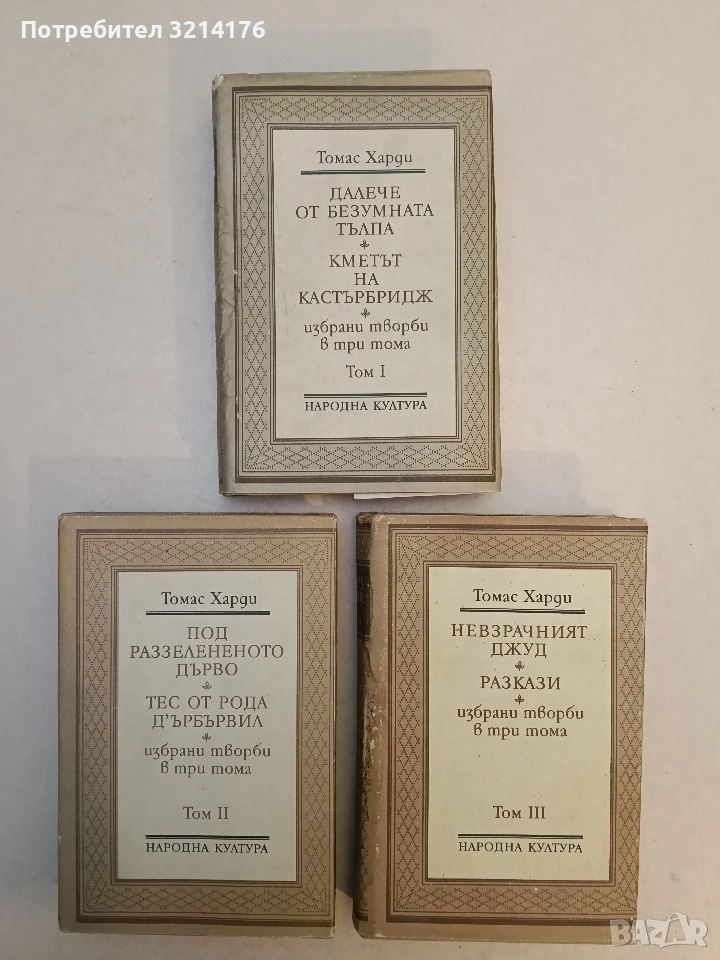 Потребител 3214176
Томас Харди
ДАЛЕЧЕ
ОТ БЕЗУМНАТА
ТЪЛПА
КМЕТЪТ
НА
КАСТЪРБРИДЖ
избрани творби
в три тома
Том I
НАРОДНА КУЛТУРА
Томас Харди
ПОД
РАЗЗЕЛЕНЕНОТО
ДЪРВО
ТЕС ОТ РОДА
Д'ЪРБЪРВИЛ
избрани творби
в три тома
Том II
НАРОДНА КУЛТУРА
Томас Харди
НЕВЗРАЧНИЯТ
ДЖУД
РАЗКАЗИ
избрани творби
в три тома
Том III
НАРОДНА КУЛТУРА
BAZAR